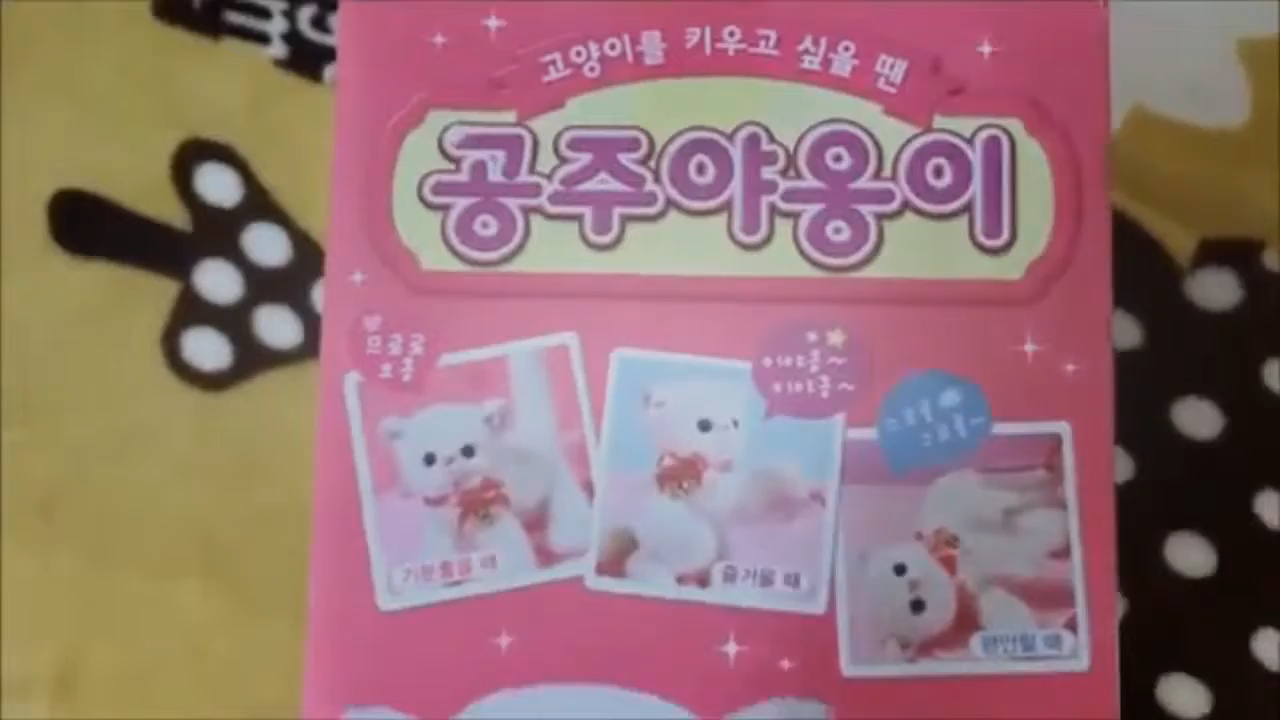 고양이를 키우고 싶을 땐
공주야옹이
기분좋을 때
즐거울 때
편안할 때